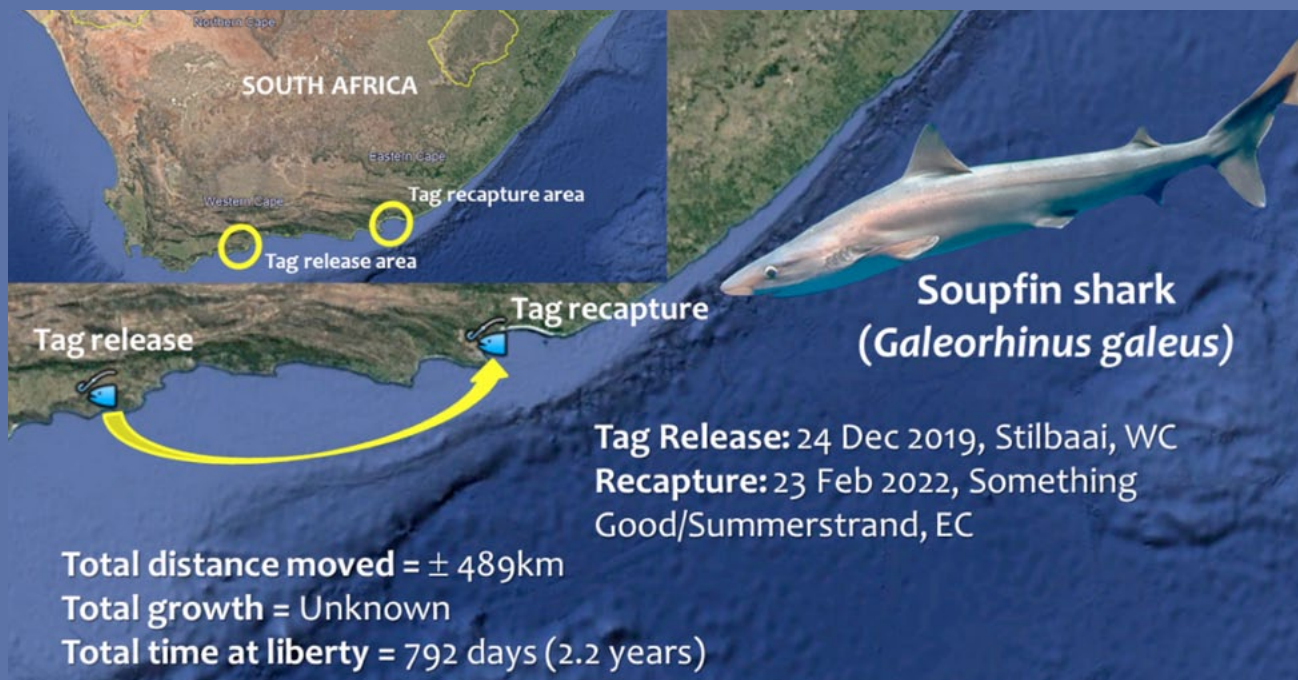 Northern Cape
SOUTH AFRICA
Eastern Cape
Western Cape
Tag recapture area
Tag release area
Tag release
Tag recapture
Soupfin shark
(Galeorhinus galeus)
Tag Release: 24 Dec 2019, Stilbaai, WC
Recapture: 23 Feb 2022, Something
Good/Summerstrand, EC
Total distance moved = ± 489km
Total growth = Unknown
Total time at liberty = 792 days (2.2 years)